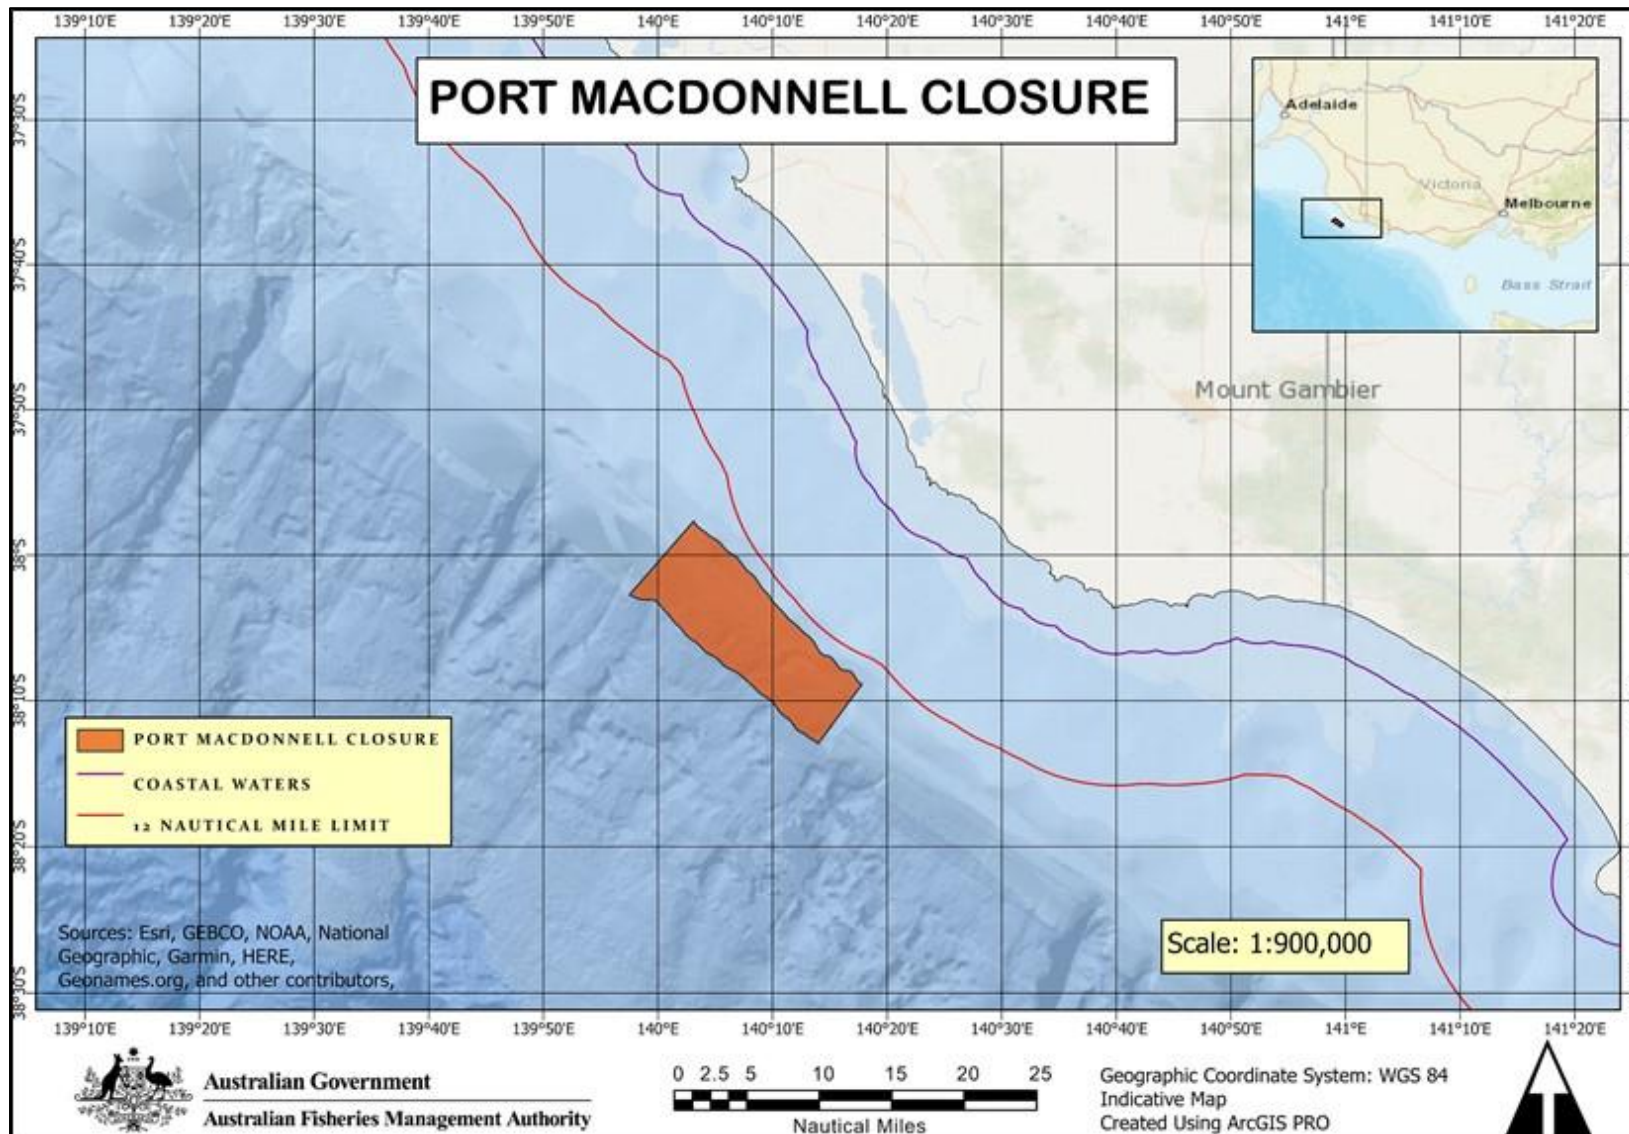 139°10'E 139°20'E 139°30'E 139°40'E 139°50'E 140°E 140°10'E 140°20'E 140°30'E 140°40'E 140°50'E 141°E 141°10'E 141°20'E
PORT MACDONNELL CLOSURE
Adelaide
Victoria
Melbourne
Bass Strait
37°30'S
37°40'S
37°50'S
38°S
38°10'S
38°20'S
38°30'S
Mount Gambier
PORT MACDONNELL CLOSURE
COASTAL WATERS
12 NAUTICAL MILE LIMIT
Sources: Esri, GEBCO, NOAA, National
Geographic, Garmin, HERE,
Geonames.org, and other contributors,
Scale: 1:900,000
139°10'E 139°20'E 139°30'E 139°40'E 139°50'E 140°E 140°10'E 140°20'E 140°30'E 140°40'E 140°50'E 141°E 141°10'E 141°20'E
Australian Government
Australian Fisheries Management Authority
0 2.5 5 10 15 20 25
Nautical Miles
Geographic Coordinate System: WGS 84
Indicative Map
Created Using ArcGIS PRO